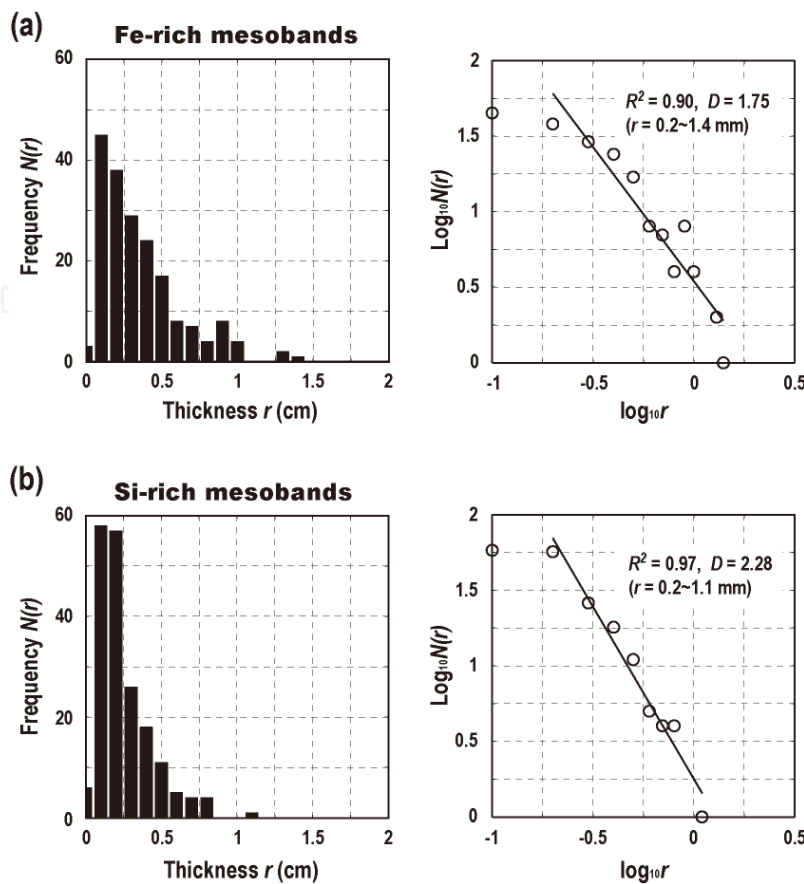 (a)
Fe-rich mesobands
60
40
20
0
Frequency N(r)
0 0.5 1 1.5 2
Thickness r (cm)
2
1.5
1
0.5
0
Log₁₀N(r)
R² = 0.90, D = 1.75
(r = 0.2~1.4 mm)
-1 -0.5 0 0.5
log₁₀r
(b)
Si-rich mesobands
60
40
20
0
Frequency N(r)
0 0.5 1 1.5 2
Thickness r (cm)
2
1.5
1
0.5
0
Log₁₀N(r)
R² = 0.97, D = 2.28
(r = 0.2~1.1 mm)
-1 -0.5 0 0.5
log₁₀r